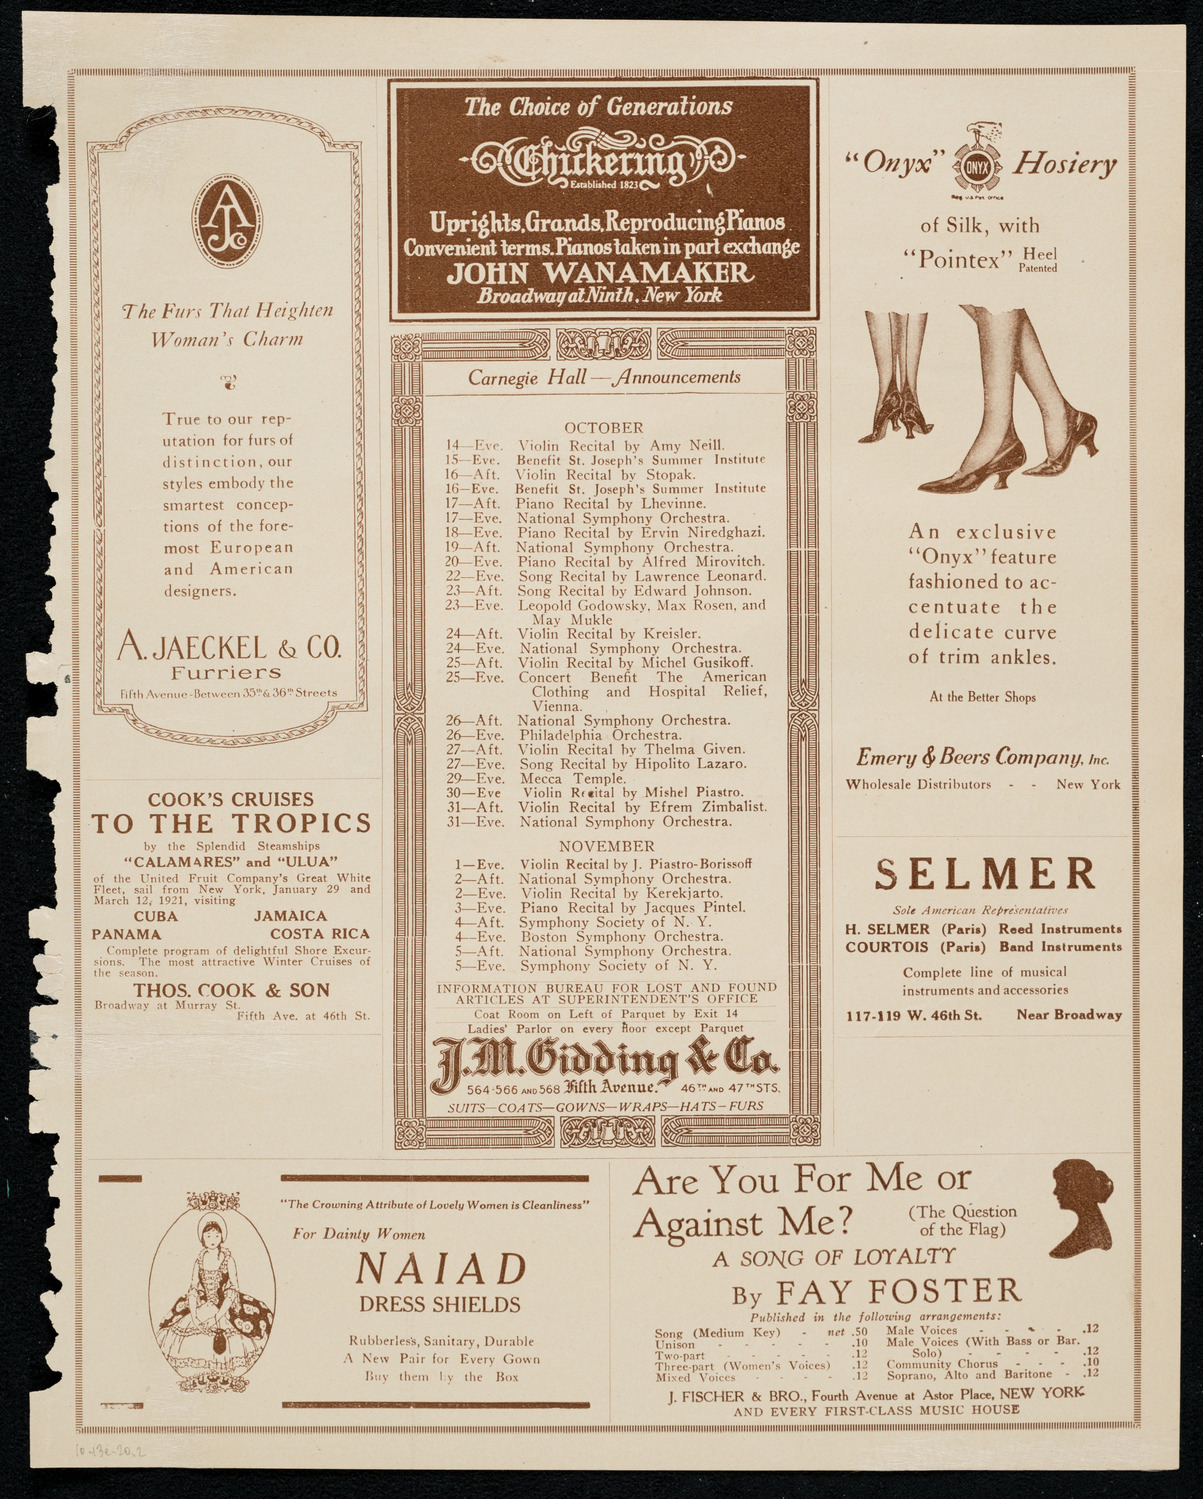 AJCo
The Furs That Heighten
Woman's Charm
True to our rep-
utation for furs of
distinction, our
styles embody the
smartest concep-
tions of the fore-
most European
and American
designers.
A. JAECKEL & CO.
Furriers
Fifth Avenue-Between 35th & 36th Streets
COOK'S CRUISES
TO THE TROPICS
by the Splendid Steamships
"CALAMARES" and "ULUA"
of the United Fruit Company's Great White
Fleet, sail from New York, January 29 and
March 12, 1921, visiting
CUBA JAMAICA
PANAMA COSTA RICA
Complete program of delightful Shore Excur-
sions. The most attractive Winter Cruises of
the season.
THOS. COOK & SON
Broadway at Murray St.
Fifth Ave. at 46th St.
The Choice of Generations
Chickering
Established 1823
Uprights, Grands, Reproducing Pianos
Convenient terms. Pianos taken in part exchange
JOHN WANAMAKER
Broadway at Ninth, New York
Carnegie Hall—Announcements
OCTOBER
14—Eve. Violin Recital by Amy Neill.
15—Eve. Benefit St. Joseph's Summer Institute
16—Aft. Violin Recital by Stopak.
16—Eve. Benefit St. Joseph's Summer Institute
17—Aft. Piano Recital by Lhevinne.
17—Eve. National Symphony Orchestra.
18—Eve. Piano Recital by Ervin Niredghazi.
19—Aft. National Symphony Orchestra.
20—Eve. Piano Recital by Alfred Mirovitch.
22—Eve. Song Recital by Lawrence Leonard.
23—Aft. Song Recital by Edward Johnson.
23—Eve. Leopold Godowsky, Max Rosen, and
May Mukle
24—Aft. Violin Recital by Kreisler.
24—Eve. National Symphony Orchestra.
25—Aft. Violin Recital by Michel Gusikoff.
25—Eve. Concert Benefit The American
Clothing and Hospital Relief,
Vienna.
26—Aft. National Symphony Orchestra.
26—Eve. Philadelphia Orchestra.
27—Aft. Violin Recital by Thelma Given.
27—Eve. Song Recital by Hipolito Lazaro.
29—Eve. Mecca Temple.
30—Eve Violin Recital by Mishel Piastro.
31—Aft. Violin Recital by Efrem Zimbalist.
31—Eve. National Symphony Orchestra.
NOVEMBER
1—Eve. Violin Recital by J. Piastro-Borissoff
2—Aft. National Symphony Orchestra.
2—Eve. Violin Recital by Kerekjarto.
3—Eve. Piano Recital by Jacques Pintel.
4—Aft. Symphony Society of N. Y.
4—Eve. Boston Symphony Orchestra.
5—Aft. National Symphony Orchestra.
5—Eve. Symphony Society of N. Y.
INFORMATION BUREAU FOR LOST AND FOUND
ARTICLES AT SUPERINTENDENT'S OFFICE
Coat Room on Left of Parquet by Exit 14
Ladies' Parlor on every floor except Parquet
J.M. Gidding & Co.
564-566 AND 568 Fifth Avenue. 46TH AND 47TH STS.
SUITS—COATS—GOWNS—WRAPS—HATS—FURS
"Onyx" ONYX Hosiery
Reg. U.S. Pat. Office
of Silk, with
"Pointex" Heel
Patented
An exclusive
"Onyx" feature
fashioned to ac-
centuate the
delicate curve
of trim ankles.
At the Better Shops
Emery & Beers Company, Inc.
Wholesale Distributors - - New York
SELMER
Sole American Representatives
H. SELMER (Paris) Reed Instruments
COURTOIS (Paris) Band Instruments
Complete line of musical
instruments and accessories
117-119 W. 46th St. Near Broadway
"The Crowning Attribute of Lovely Women is Cleanliness"
For Dainty Women
NAIAD
DRESS SHIELDS
Rubberless, Sanitary, Durable
A New Pair for Every Gown
Buy them by the Box
Are You For Me or
Against Me? (The Question
of the Flag)
A SONG OF LOYALTY
By FAY FOSTER
Published in the following arrangements:
Song (Medium Key) - net .50
Unison - - - - - .10
Two-part - - - - - .12
Three-part (Women's Voices) .12
Mixed Voices - - - - .12
Male Voices - - - - .12
Male Voices (With Bass or Bar.
Solo) - - - - - .12
Community Chorus - - - .10
Soprano, Alto and Baritone - .12
J. FISCHER & BRO., Fourth Avenue at Astor Place, NEW YORK
AND EVERY FIRST-CLASS MUSIC HOUSE
10-13e-20.2